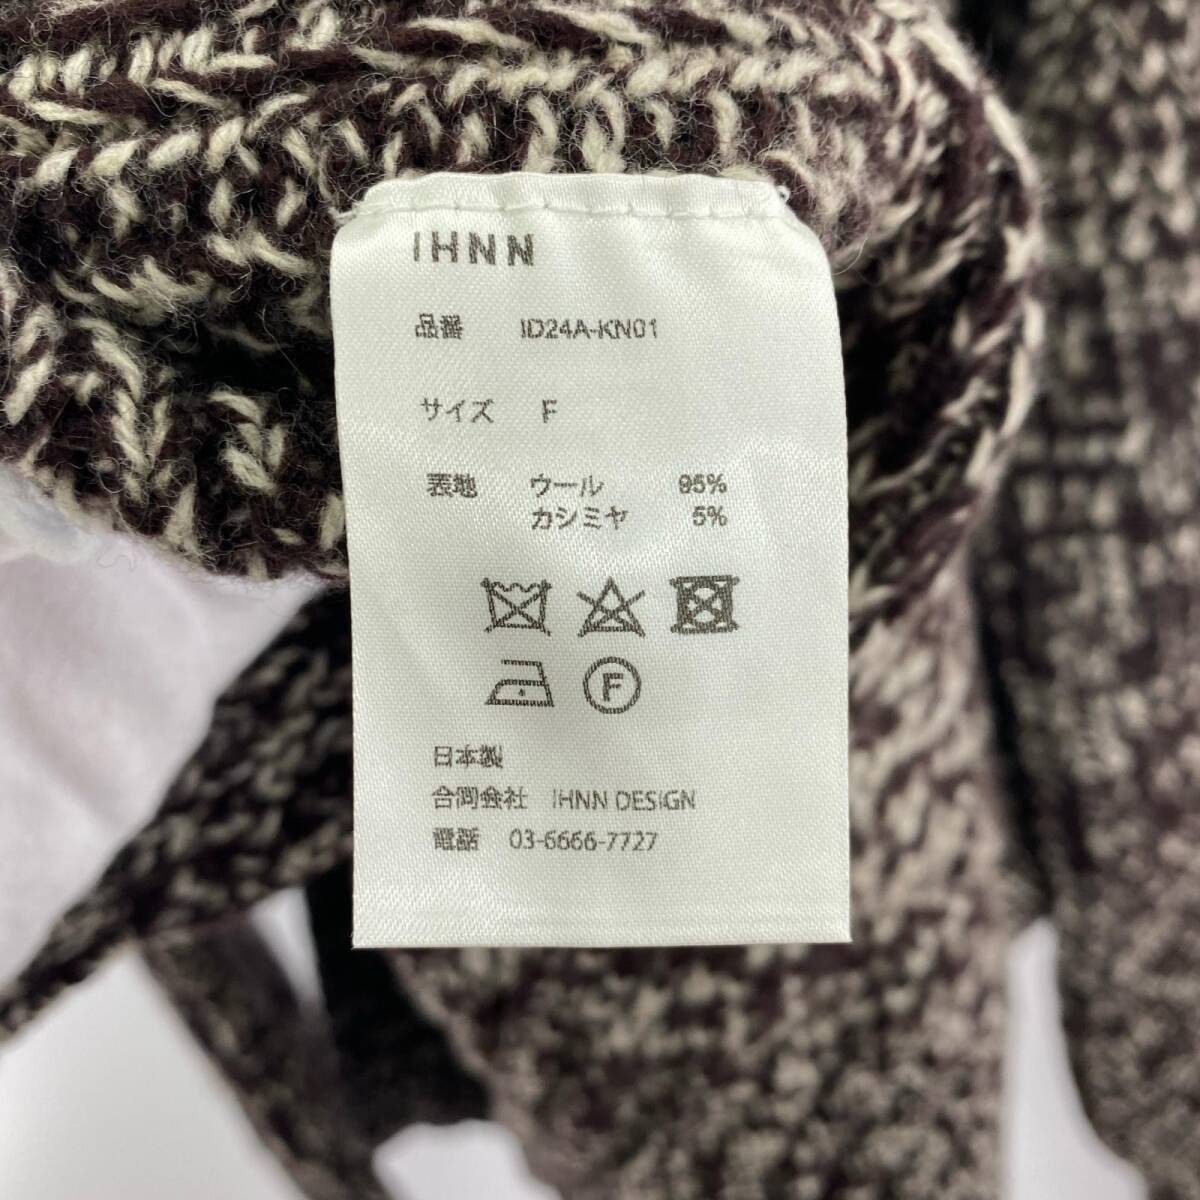 IHNN
品番 ID24A-KN01
サイズ F
表地 ウール 95%
カシミヤ 5%
F
日本製
合同会社 IHNN DESIGN
電話 03-6666-7727